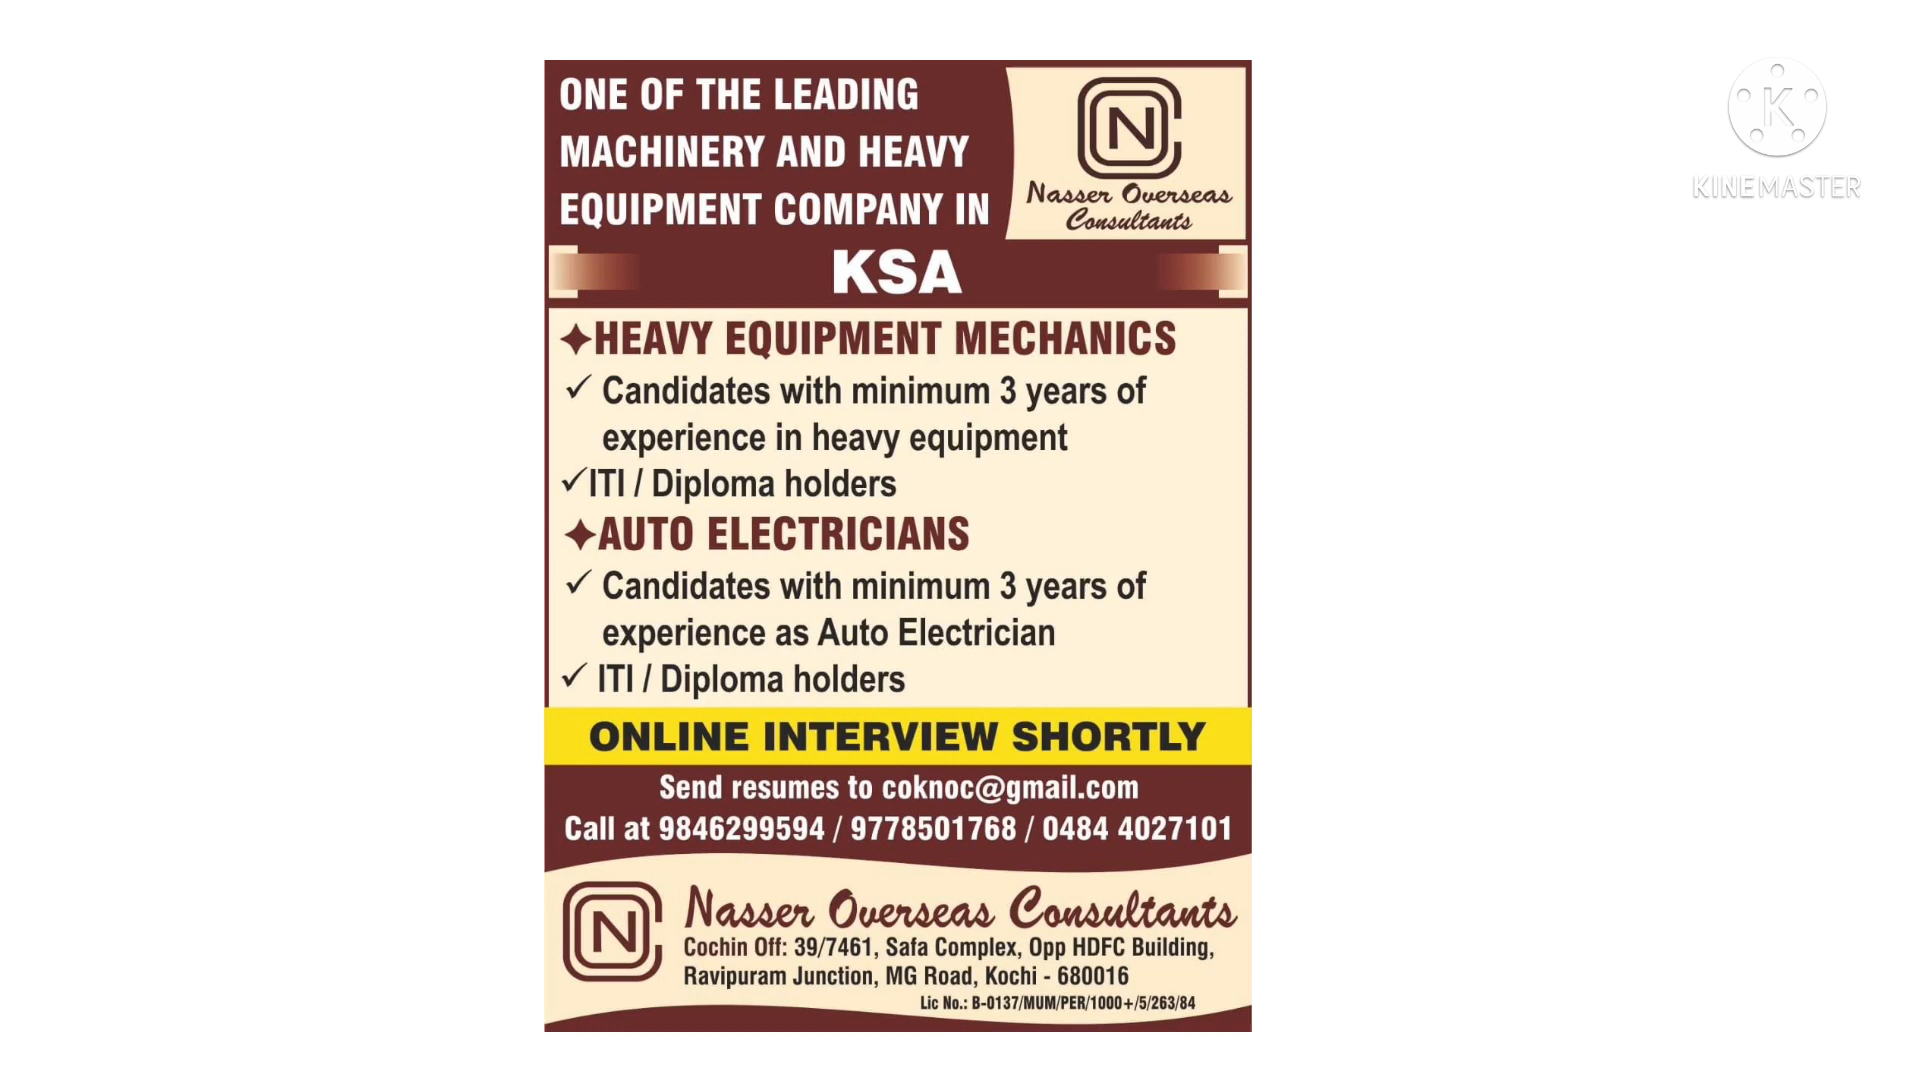 ONE OF THE LEADING
MACHINERY AND HEAVY
EQUIPMENT COMPANY IN
KSA
N
Nasser Overseas
Consultants
HEAVY EQUIPMENT MECHANICS
Candidates with minimum 3 years of
experience in heavy equipment
ITI / Diploma holders
AUTO ELECTRICIANS
Candidates with minimum 3 years of
experience as Auto Electrician
ITI / Diploma holders
ONLINE INTERVIEW SHORTLY
Send resumes to coknoc@gmail.com
Call at 9846299594 / 9778501768 / 0484 4027101
N
Nasser Overseas Consultants
Cochin Off: 39/7461, Safa Complex, Opp HDFC Building,
Ravipuram Junction, MG Road, Kochi - 680016
Lic No.: B-0137/MUM/PER/1000+/5/263/84
K
KINEMASTER